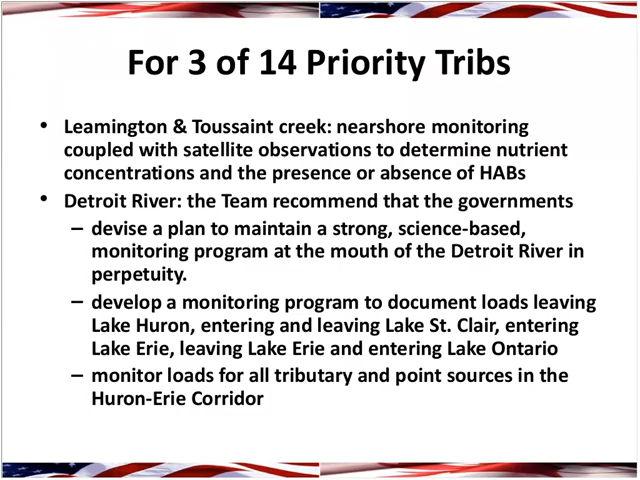 For 3 of 14 Priority Tribs
• Leamington & Toussaint creek: nearshore monitoring
coupled with satellite observations to determine nutrient
concentrations and the presence or absence of HABs
• Detroit River: the Team recommend that the governments
– devise a plan to maintain a strong, science-based,
monitoring program at the mouth of the Detroit River in
perpetuity.
– develop a monitoring program to document loads leaving
Lake Huron, entering and leaving Lake St. Clair, entering
Lake Erie, leaving Lake Erie and entering Lake Ontario
– monitor loads for all tributary and point sources in the
Huron-Erie Corridor